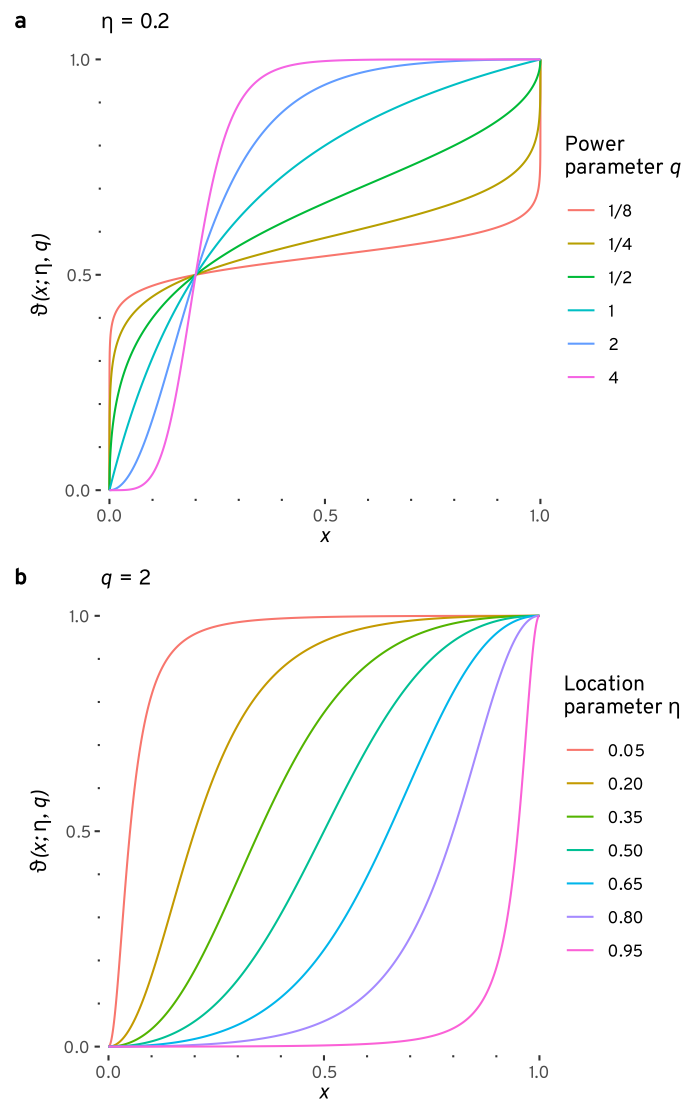 a
η = 0.2
1.0
0.5
0.0
ϑ(x; η, q)
0.0 0.5 1.0
x
Power
parameter q
1/8
1/4
1/2
1
2
4
b
q = 2
1.0
0.5
0.0
ϑ(x; η, q)
0.0 0.5 1.0
x
Location
parameter η
0.05
0.20
0.35
0.50
0.65
0.80
0.95